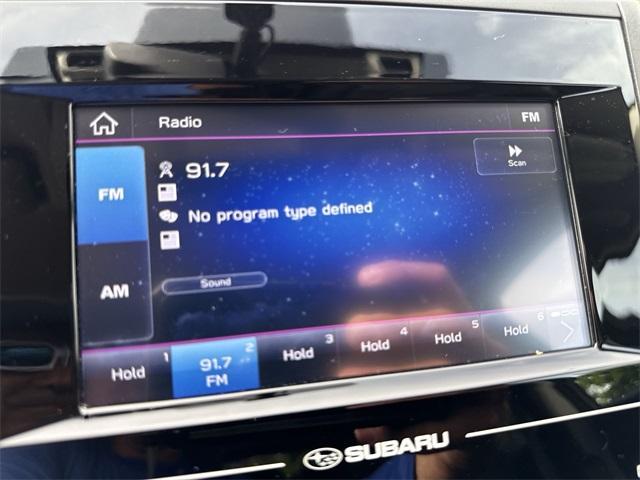 Radio
FM
FM
91.7
Scan
No program type defined
AM
Sound
Hold 1
91.7 FM 2
Hold 3
Hold 4
Hold 5
Hold 6
SUBARU